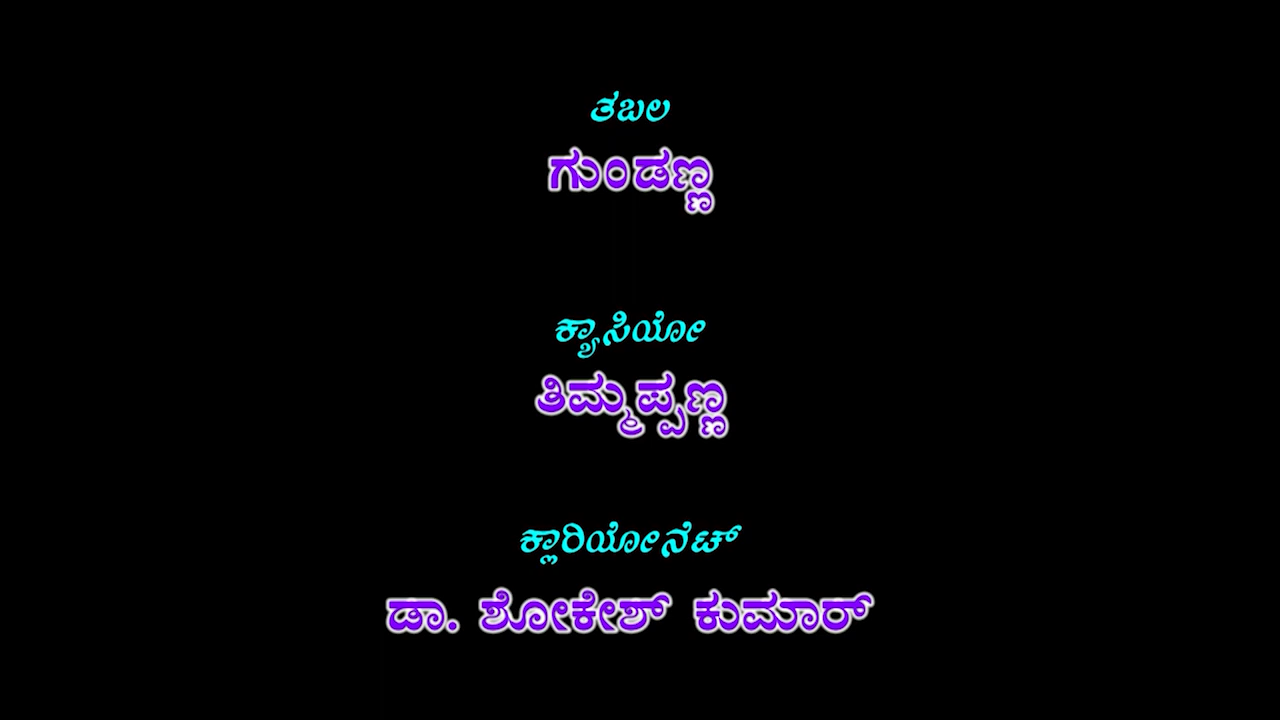 ತಬಲ
ಗುಂಡಣ್ಣ
ಕ್ಯಾಸಿಯೋ
ತಿಮ್ಮಪ್ಪಣ್ಣ
ಕ್ಲಾರಿಯೋನೆಟ್
ಡಾ. ಶೋಕೇಶ್ ಕುಮಾರ್